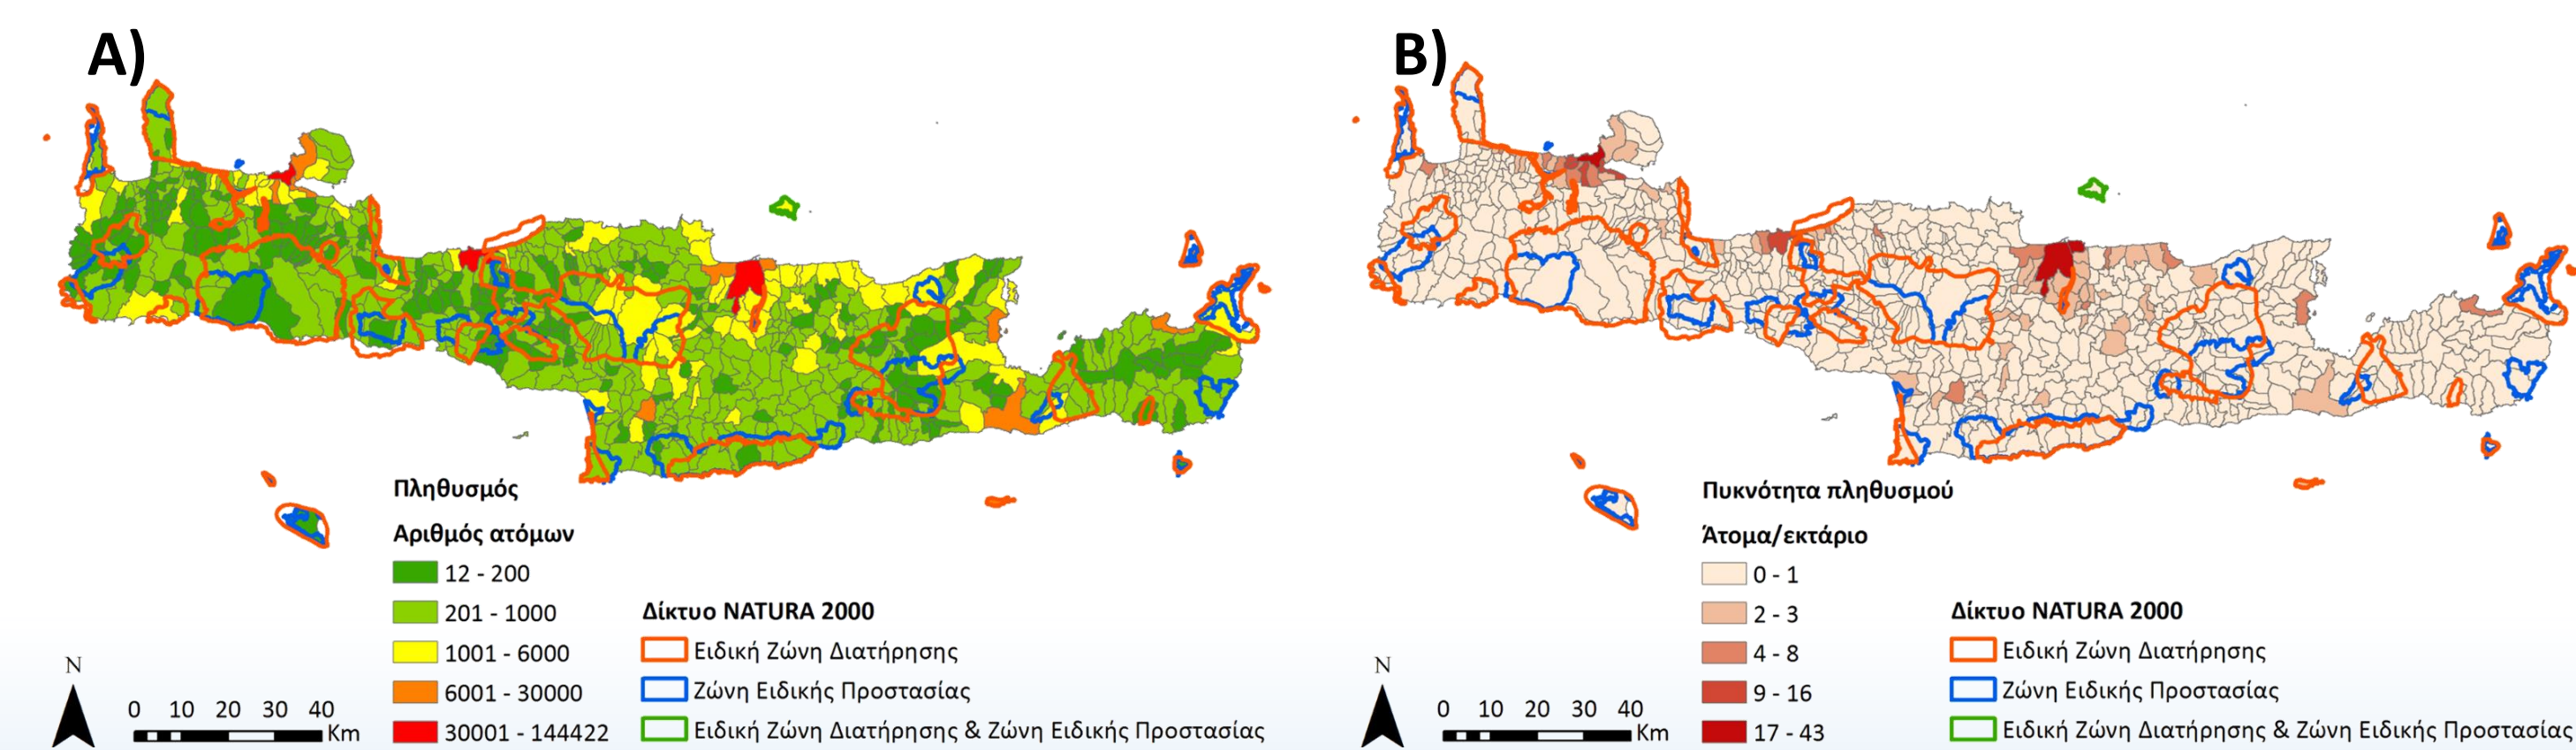 A)
Πληθυσμός
Αριθμός ατόμων
12 - 200
201 - 1000
1001 - 6000
6001 - 30000
30001 - 144422
Δίκτυο NATURA 2000
Ειδική Ζώνη Διατήρησης
Ζώνη Ειδικής Προστασίας
Ειδική Ζώνη Διατήρησης & Ζώνη Ειδικής Προστασίας
N
0 10 20 30 40
Km
B)
Πυκνότητα πληθυσμού
Άτομα/εκτάριο
0 - 1
2 - 3
4 - 8
9 - 16
17 - 43
Δίκτυο NATURA 2000
Ειδική Ζώνη Διατήρησης
Ζώνη Ειδικής Προστασίας
Ειδική Ζώνη Διατήρησης & Ζώνη Ειδικής Προστασίας
N
0 10 20 30 40
Km